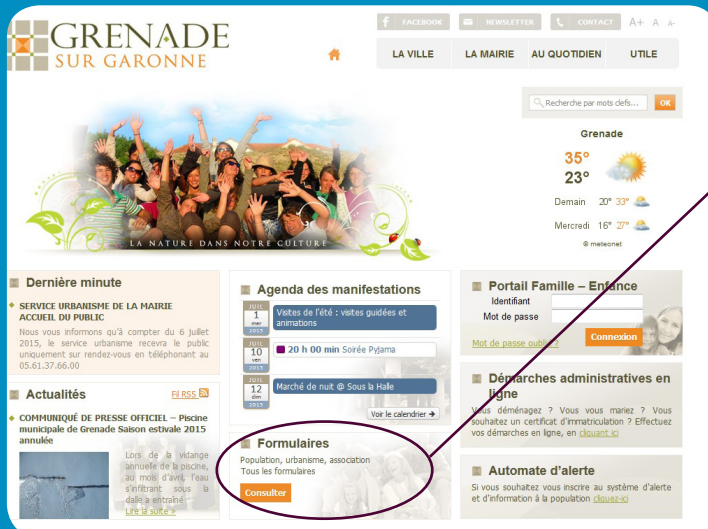 GRENADE
SUR GARONNE
FACEBOOK
NEWSLETTER
CONTACT
A+ A A-
LA VILLE
LA MAIRIE
AU QUOTIDIEN
UTILE
Recherche par mots clefs...
OK
Grenade
35°
23°
Demain 20° 33°
Mercredi 16° 27°
© meteonet
LA NATURE DANS NOTRE CULTURE
Dernière minute
SERVICE URBANISME DE LA MAIRIE
ACCUEIL DU PUBLIC
Nous vous informons qu'à compter du 6 juillet
2015, le service urbanisme recevra le public
uniquement sur rendez-vous en téléphonant au
05.61.37.66.00
Actualités
Fil RSS
COMMUNIQUÉ DE PRESSE OFFICIEL – Piscine
municipale de Grenade Saison estivale 2015
annulée
Lors de la vidange
annuelle de la piscine,
au mois d'avril, l'eau
s'infiltrant sous la
dalle a entraîné
Lire la suite »
Agenda des manifestations
JUIL
1
mer
2015
Visites de l'été : visites guidées et
animations
JUIL
10
ven
2015
20 h 00 min Soirée Pyjama
JUIL
12
dim
2015
Marché de nuit @ Sous la Halle
Voir le calendrier
Formulaires
Population, urbanisme, association
Tous les formulaires
Consulter
Portail Famille – Enfance
Identifiant
Mot de passe
Mot de passe oublié ?
Connexion
Démarches administratives en
ligne
Vous déménagez ? Vous vous mariez ? Vous
souhaitez un certificat d'immatriculation ? Effectuez
vos démarches en ligne, en cliquant ici
Automate d'alerte
Si vous souhaitez vous inscrire au système d'alerte
et d'information à la population cliquez-ici